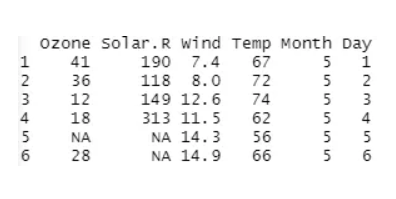 Ozone Solar.R Wind Temp Month Day
1 41 190 7.4 67 5 1
2 36 118 8.0 72 5 2
3 12 149 12.6 74 5 3
4 18 313 11.5 62 5 4
5 NA NA 14.3 56 5 5
6 28 NA 14.9 66 5 6